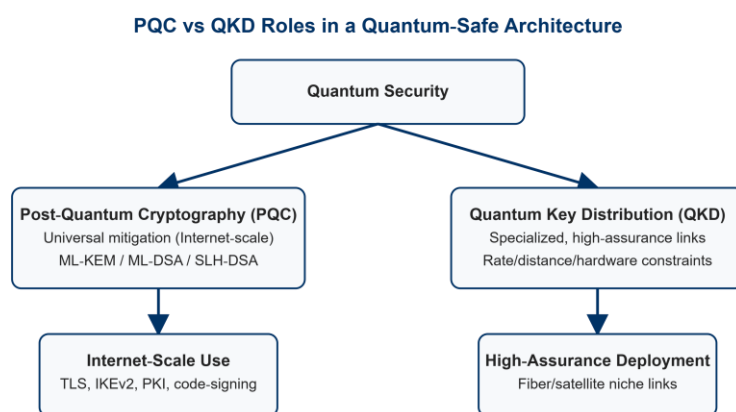 PQC vs QKD Roles in a Quantum-Safe Architecture
Quantum Security
Post-Quantum Cryptography (PQC)
Universal mitigation (Internet-scale)
ML-KEM / ML-DSA / SLH-DSA
Quantum Key Distribution (QKD)
Specialized, high-assurance links
Rate/distance/hardware constraints
Internet-Scale Use
TLS, IKEv2, PKI, code-signing
High-Assurance Deployment
Fiber/satellite niche links